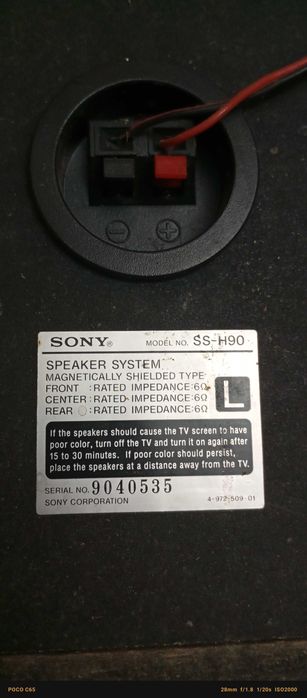 ⊖ ⊕
SONY® MODEL NO. SS-H90
SPEAKER SYSTEM
MAGNETICALLY SHIELDED TYPE
FRONT :RATED IMPEDANCE:6Ω
CENTER:RATED IMPEDANCE:6Ω
REAR :RATED IMPEDANCE:6Ω
L
If the speakers should cause the TV screen to have
poor color, turn off the TV and turn it on again after
15 to 30 minutes. If poor color should persist,
place the speakers at a distance away from the TV.
SERIAL NO. 9040535
SONY CORPORATION 4-972-509-01
POCO C65 28mm f/1.8 1/20s ISO2000